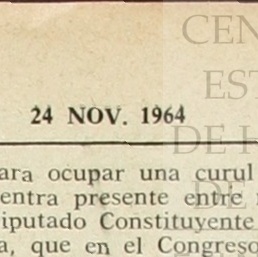 CEN
EST
24 NOV. 1964
DE H
ara ocupar una curul
entra presente entre
DE
iputado Constituyente
a, que en el Congreso